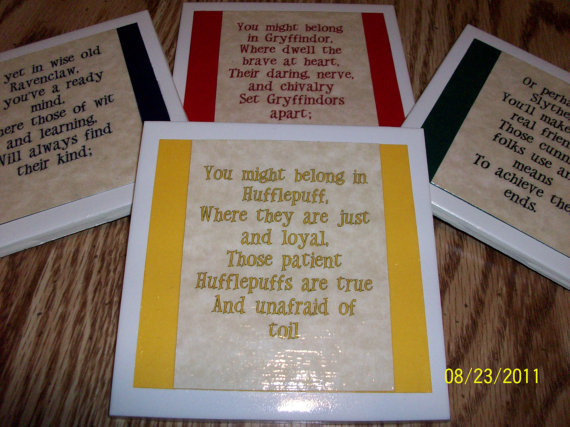 You might belong
in Gryffindor,
Where dwell the
brave at heart,
Their daring, nerve,
and chivalry
Set Gryffindors
apart;
yet in wise old
Ravenclaw,
you've a ready
mind,
those of wit
and learning,
Will always find
their kind;
Or
You'll make
real
Those
folks use
means
To achieve
ends.
You might belong in
Hufflepuff,
Where they are just
and loyal,
Those patient
Hufflepuffs are true
And unafraid of
toil
08/23/2011